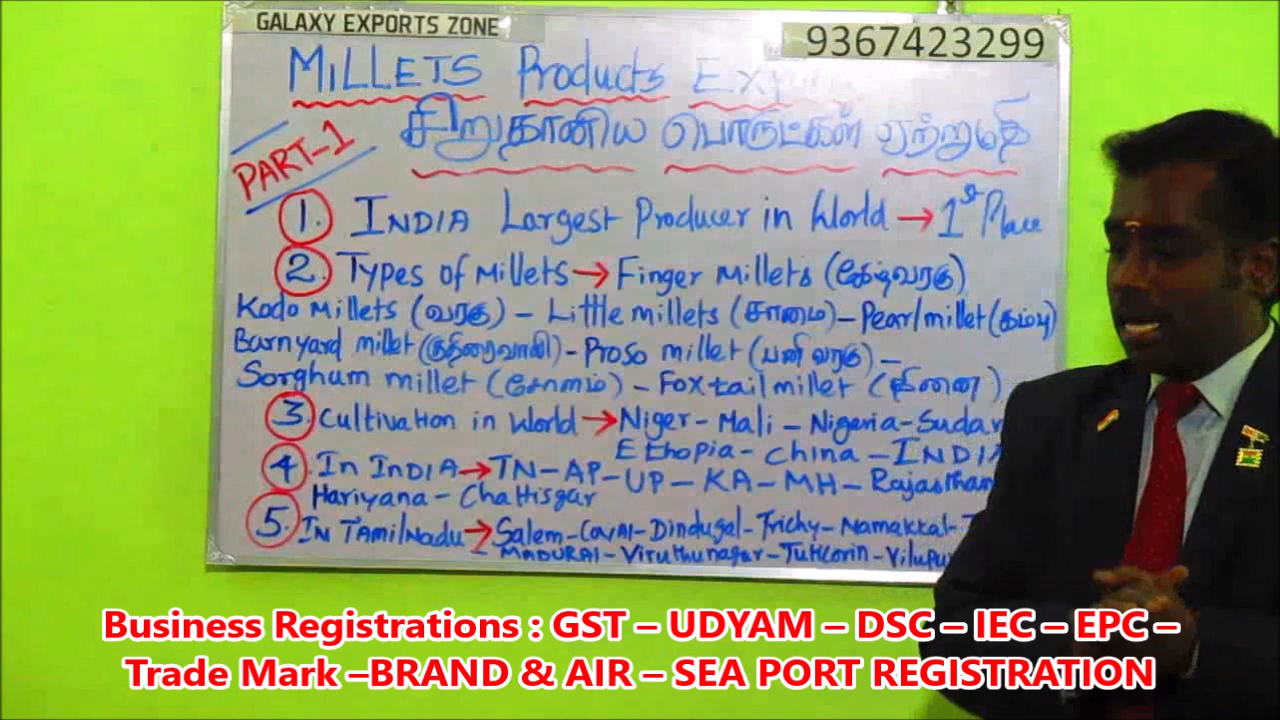 GALAXY EXPORTS ZONE
9367423299
MILLETS Products
சிறுதானிய பொருட்கள் ஏற்றுமதி
PART-1
1. INDIA Largest Producer in World → 1st Place
2. Types of Millets → Finger Millets (கேழ்வரகு)
Kodo Millets (வரகு) – Little millets (சாமை) – Pearl millet (கம்பு)
Barnyard millet (குதிரைவாலி) – Proso millet (பனி வரகு) –
Sorghum millet (சோளம்) – Foxtail millet (தினை)
3. Cultivation in World → Niger – Mali – Nigeria – Sudan
Ethopia – China – INDIA
4. In INDIA → TN – AP – UP – KA – MH – Rajasthan
Hariyana – Chattisgar
5. IN TamilNadu → Salem – Covai – Dindugal – Trichy – Namakkal –
MADURAI – Viruthunagar – Tuticorin –
Business Registrations : GST – UDYAM – DSC – IEC – EPC –
Trade Mark –BRAND & AIR – SEA PORT REGISTRATION